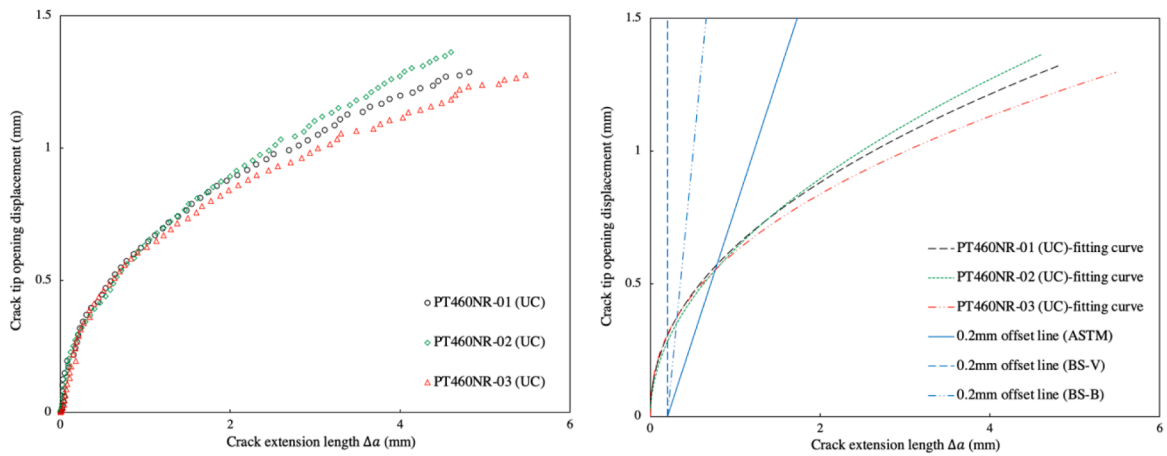 1.5
1
0.5
0
0
2
4
6
Crack tip opening displacement (mm)
Crack extension length Δa (mm)
PT460NR-01 (UC)
PT460NR-02 (UC)
PT460NR-03 (UC)
1.5
1
0.5
0
0
2
4
6
Crack tip opening displacement (mm)
Crack extension length Δa (mm)
PT460NR-01 (UC)-fitting curve
PT460NR-02 (UC)-fitting curve
PT460NR-03 (UC)-fitting curve
0.2mm offset line (ASTM)
0.2mm offset line (BS-V)
0.2mm offset line (BS-B)